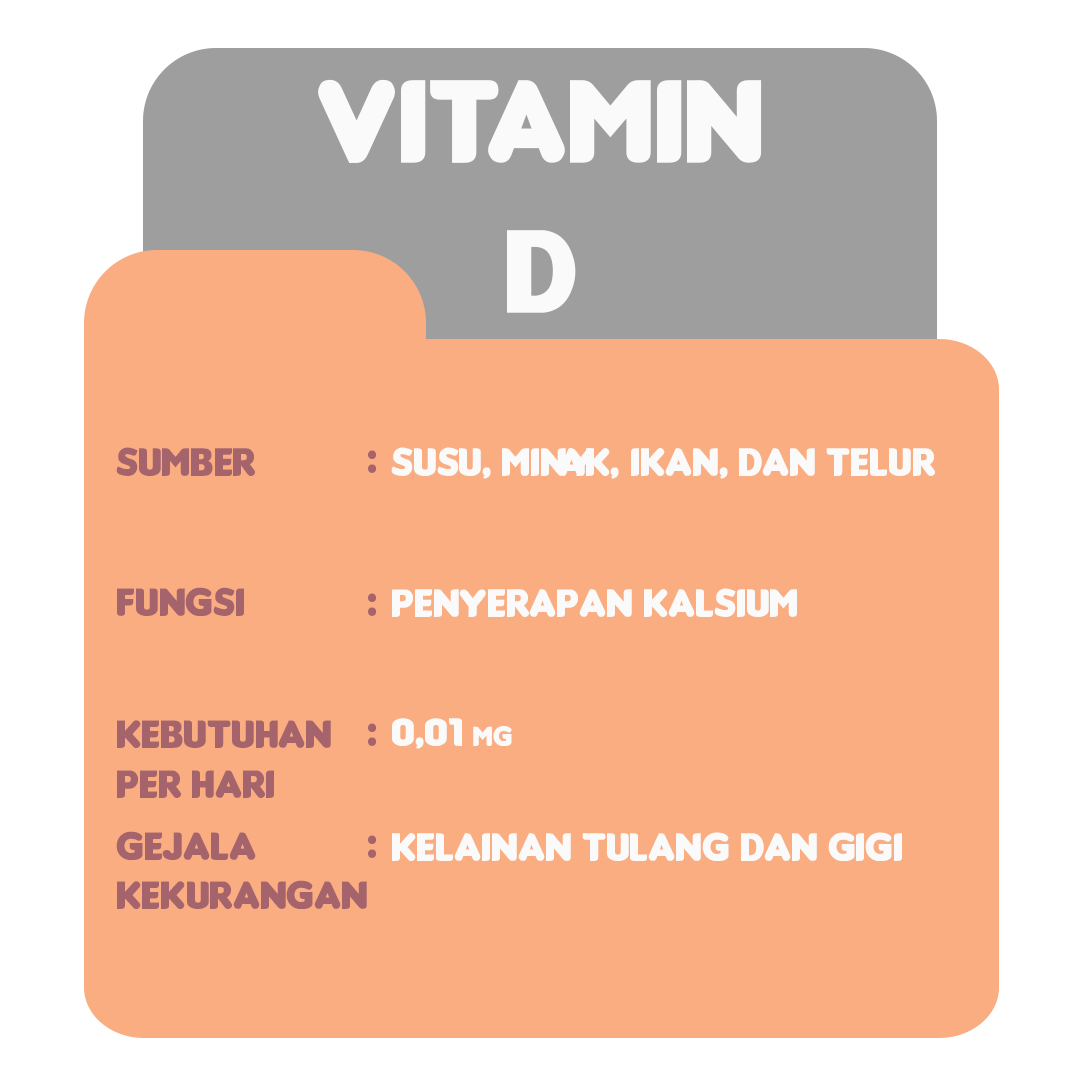 VITAMIN
D
SUMBER : SUSU, MINAK, IKAN, DAN TELUR
FUNGSI : PENYERAPAN KALSIUM
KEBUTUHAN : 0,01 MG
PER HARI
GEJALA : KELAINAN TULANG DAN GIGI
KEKURANGAN